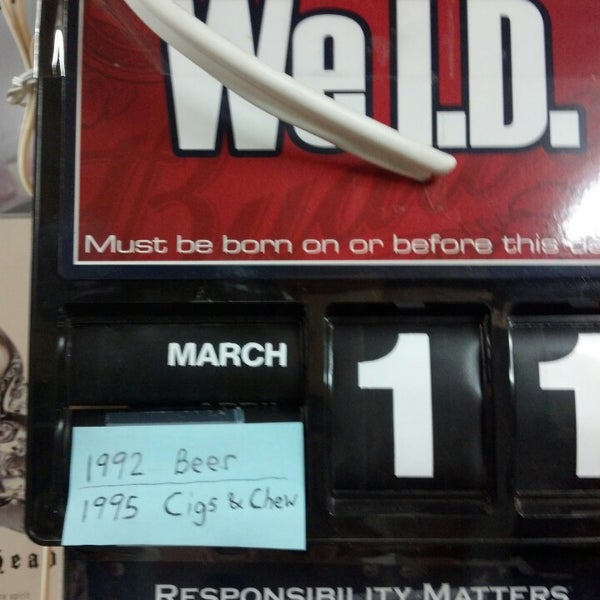 We I.D.
Must be born on or before this
MARCH
1 1
1992 Beer
1995 Cigs & Chew
RESPONSIBILITY MATTERS